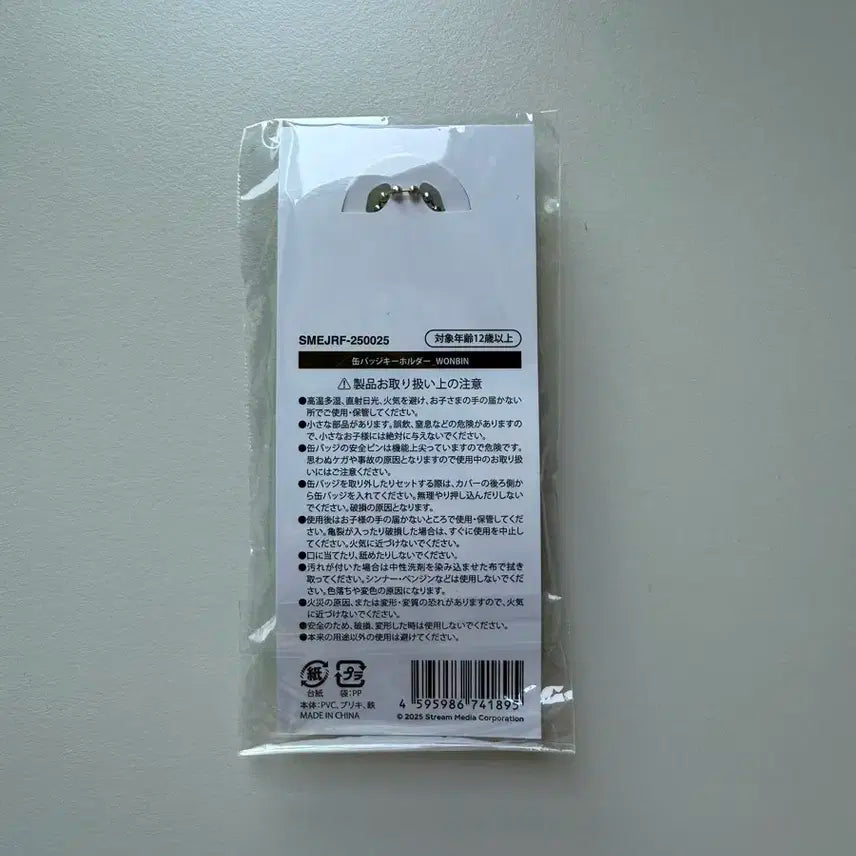 SMEJRF-250025
対象年齢12歳以上
缶バッジキーホルダー_WONBIN
⚠製品お取り扱い上の注意
●高温多湿、直射日光、火気を避け、お子さまの手の届かない
所でご使用・保管してください。
●小さな部品があります。誤飲、窒息などの危険がありますの
で、小さなお子様には絶対に与えないでください。
●缶バッジの安全ピンは機能上尖っていますので危険です。
思わぬケガや事故の原因となりますので使用中のお取り扱
いにはご注意ください。
●缶バッジを取り外したりセットする際は、カバーの後ろ側か
ら缶バッジを入れてください。無理やり押し込んだりしない
でください。破損の原因となります。
●使用後はお子様の手の届かないところで使用・保管してくだ
さい。亀裂が入ったり破損した場合は、すぐに使用を中止し
てください。火気に近づけないでください。
●口に当てたり、舐めたりしないでください。
●汚れが付いた場合は中性洗剤を染み込ませた布で拭き
取ってください。シンナー・ベンジンなどは使用しないでくだ
さい。色落ちや変色の原因になります。
●火災の原因、または変形・変質の恐れがありますので、火気
に近づけないでください。
●安全のため、破損、変形した時は使用しないでください。
●本来の用途以外の使用は避けてください。
紙 プラ
台紙 袋:PP
本体:PVC、ブリキ、鉄
MADE IN CHINA
4 595986 741895
© 2025 Stream Media Corporation